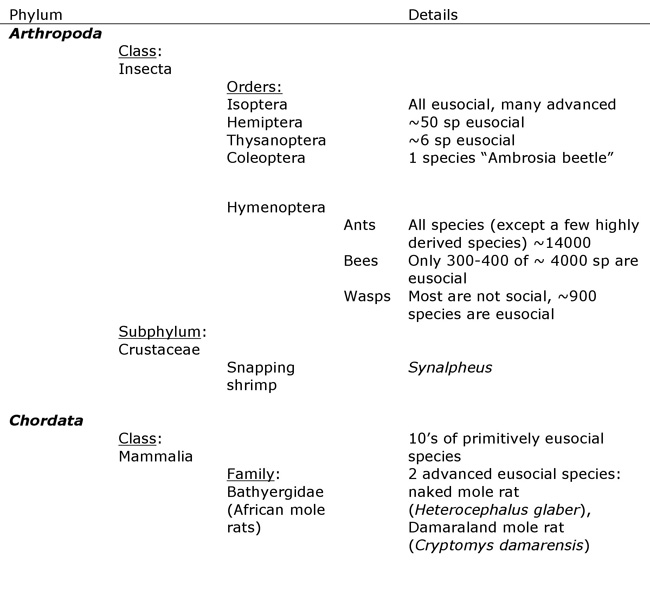 Phylum Details
Arthropoda
Class:
Insecta
Orders:
Isoptera All eusocial, many advanced
Hemiptera ~50 sp eusocial
Thysanoptera ~6 sp eusocial
Coleoptera 1 species “Ambrosia beetle”
Hymenoptera
Ants All species (except a few highly
derived species) ~14000
Bees Only 300-400 of ~ 4000 sp are
eusocial
Wasps Most are not social, ~900
species are eusocial
Subphylum:
Crustaceae
Snapping Synalpheus
shrimp
Chordata
Class: 10’s of primitively eusocial
Mammalia species
Family: 2 advanced eusocial species:
Bathyergidae naked mole rat
(African mole (Heterocephalus glaber),
rats) Damaraland mole rat
(Cryptomys damarensis)